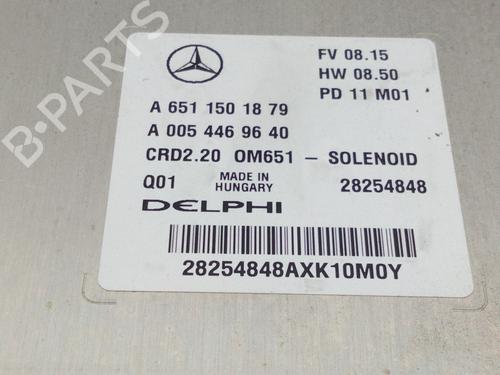 FV 08.15
HW 08.50
PD 11 M01
A 651 150 18 79
A 005 446 96 40
CRD2.20 OM651 – SOLENOID
Q01 MADE IN HUNGARY 28254848
DELPHI
28254848AXK10M0Y
B-PARTS